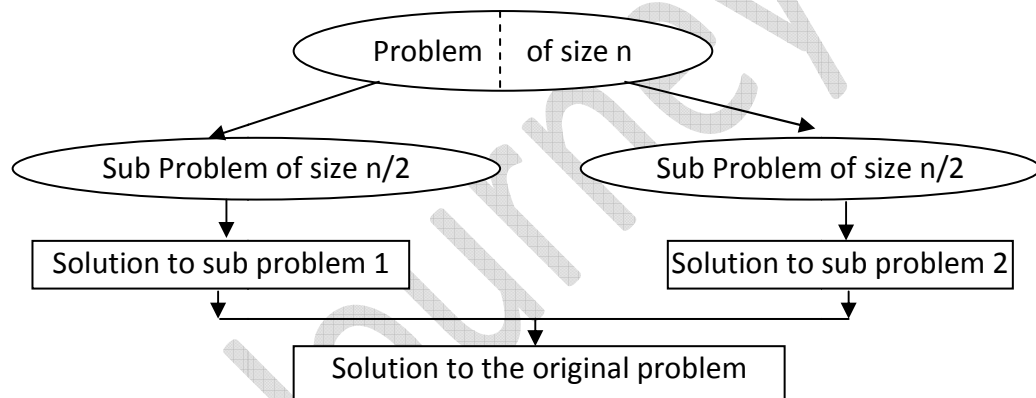 Problem of size n
Sub Problem of size n/2
Sub Problem of size n/2
Solution to sub problem 1
Solution to sub problem 2
Solution to the original problem
Journey